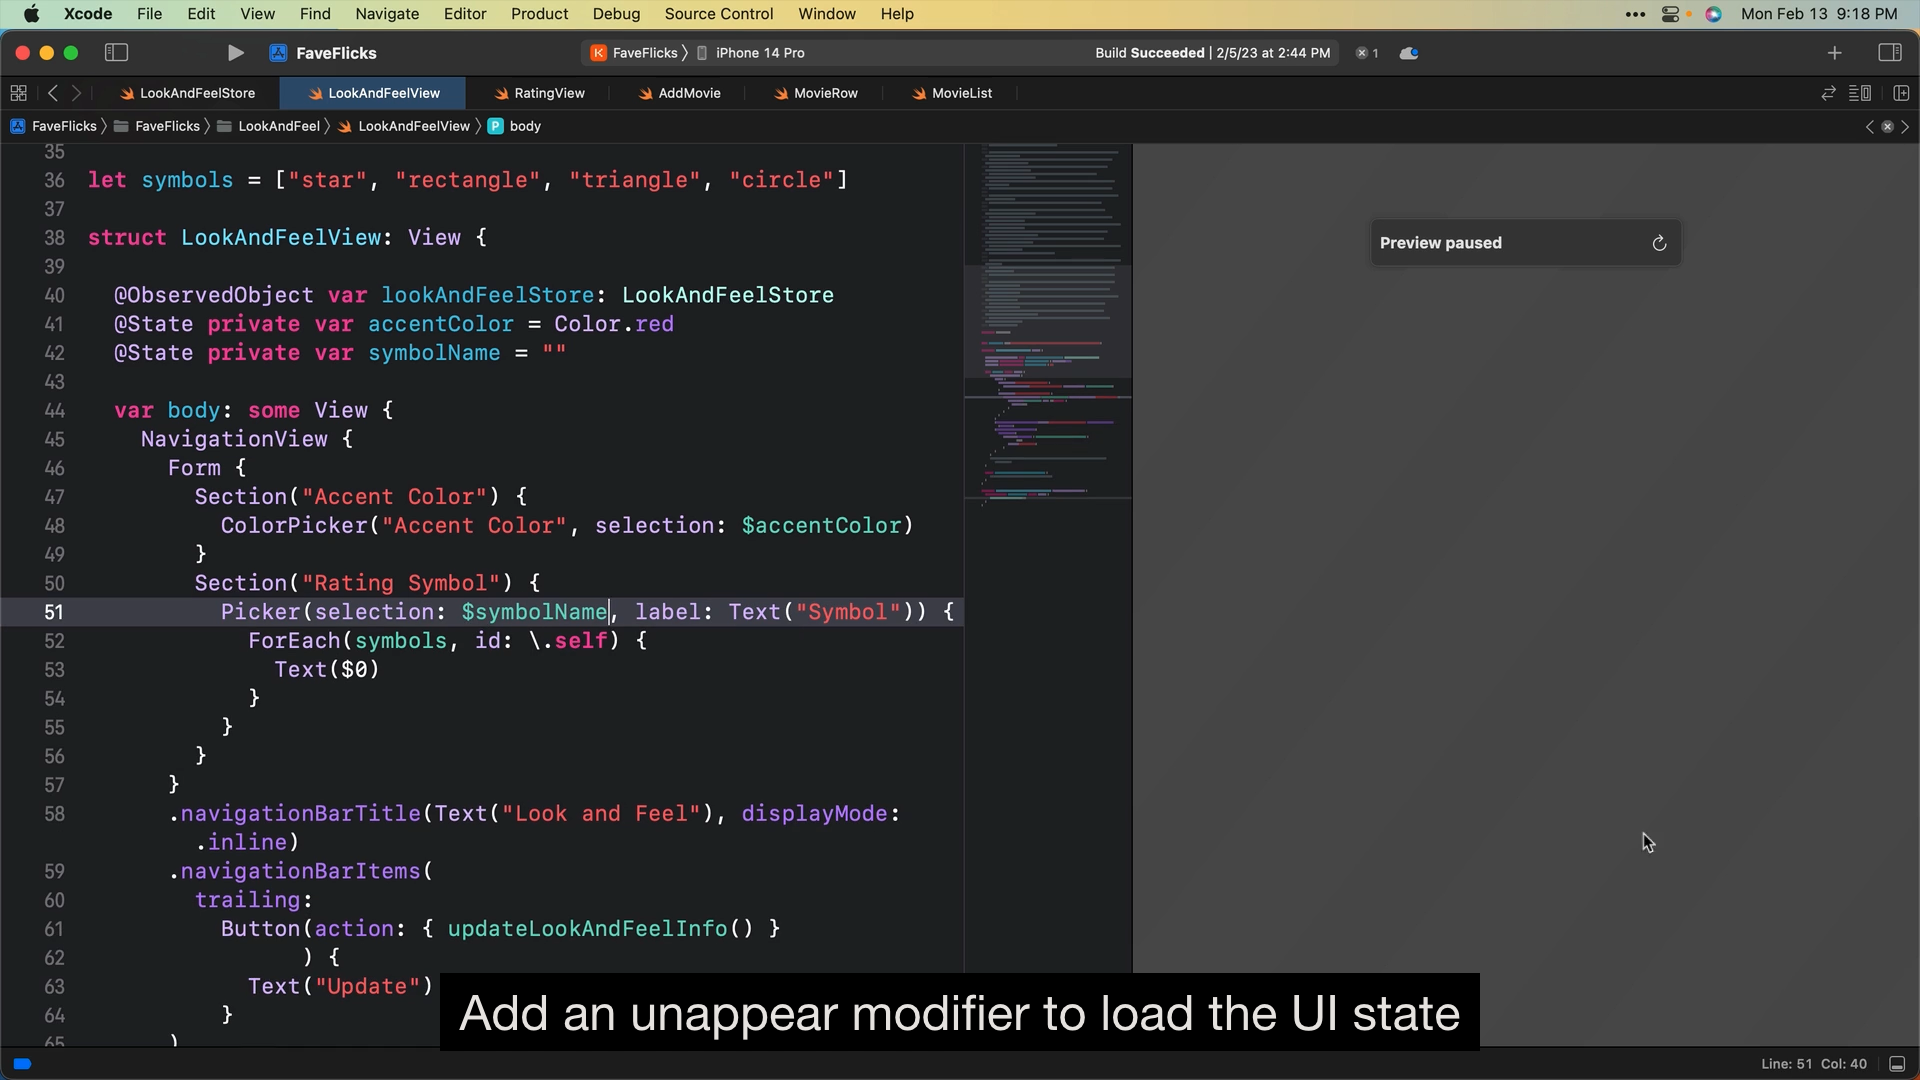 Xcode File Edit View Find Navigate Editor Product Debug Source Control Window Help Mon Feb 13 9:18 PM
FaveFlicks FaveFlicks iPhone 14 Pro Build Succeeded | 2/5/23 at 2:44 PM 1
LookAndFeelStore LookAndFeelView RatingView AddMovie MovieRow MovieList
FaveFlicks FaveFlicks LookAndFeel LookAndFeelView P body
35
36 let symbols = ["star", "rectangle", "triangle", "circle"]
37
38 struct LookAndFeelView: View {
39
40 @ObservedObject var lookAndFeelStore: LookAndFeelStore
41 @State private var accentColor = Color.red
42 @State private var symbolName = ""
43
44 var body: some View {
45 NavigationView {
46 Form {
47 Section("Accent Color") {
48 ColorPicker("Accent Color", selection: $accentColor)
49 }
50 Section("Rating Symbol") {
51 Picker(selection: $symbolName, label: Text("Symbol")) {
52 ForEach(symbols, id: \.self) {
53 Text($0)
54 }
55 }
56 }
57 }
58 .navigationBarTitle(Text("Look and Feel"), displayMode:
.inline)
59 .navigationBarItems(
60 trailing:
61 Button(action: { updateLookAndFeelInfo() }
62 ) {
63 Text("Update")
64 }
65 )
Preview paused
Add an unappear modifier to load the UI state
Line: 51 Col: 40